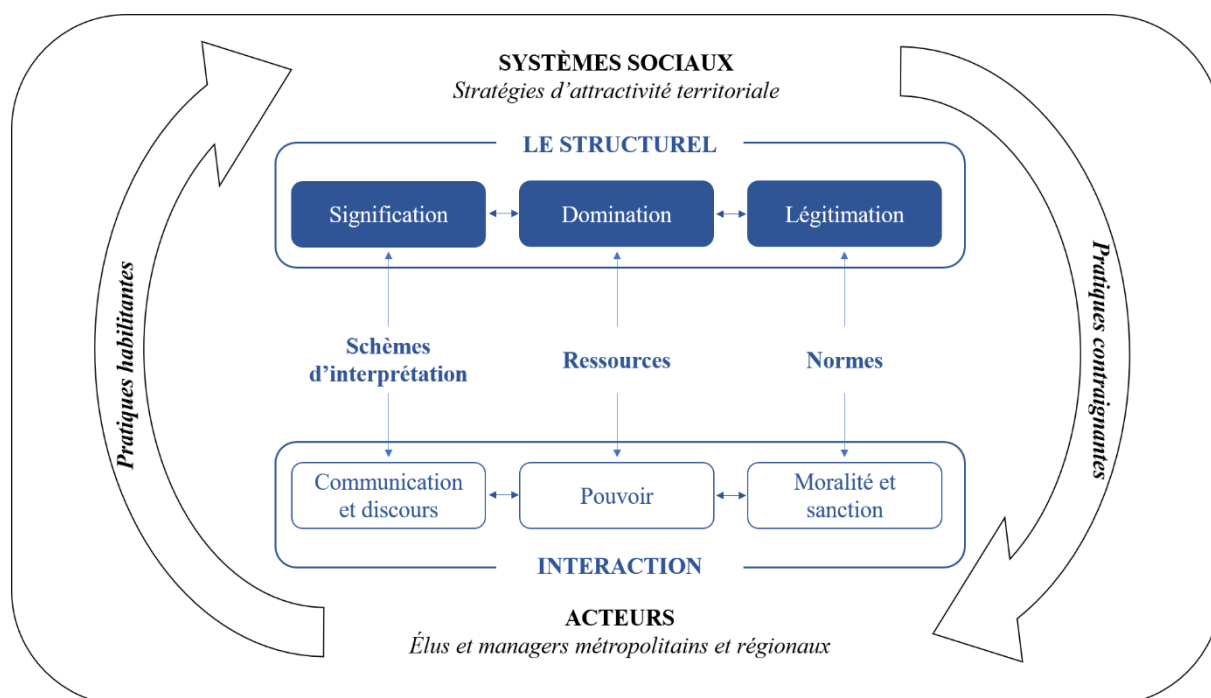 SYSTÈMES SOCIAUX
Stratégies d’attractivité territoriale
LE STRUCTUREL
Signification
Domination
Légitimation
Pratiques habilitantes
Pratiques contraignantes
Schèmes
d’interprétation
Ressources
Normes
Communication
et discours
Pouvoir
Moralité et
sanction
INTERACTION
ACTEURS
Élus et managers métropolitains et régionaux